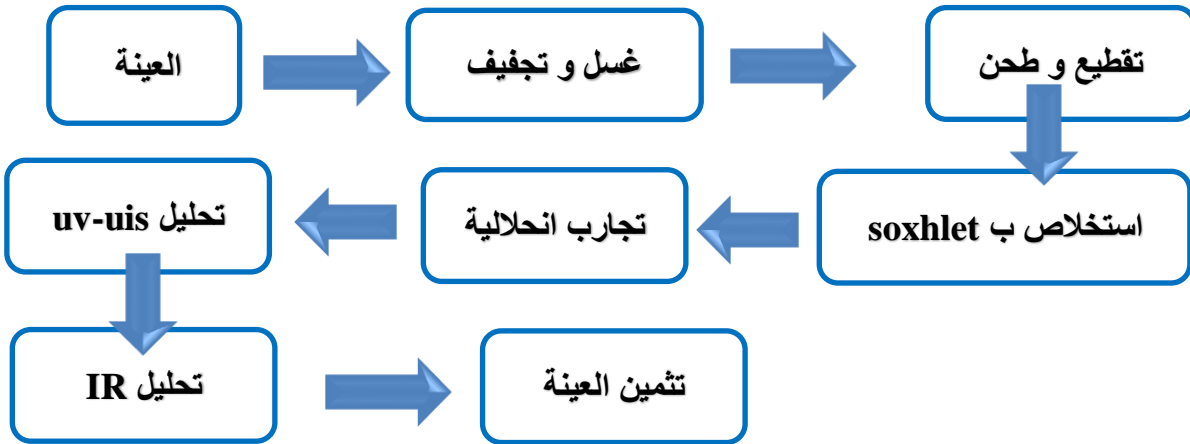 العينة
غسل و تجفيف
تقطيع و طحن
استخلاص ب soxhlet
تجارب انحلالية
تحليل uv-uis
تحليل IR
تثمين العينة